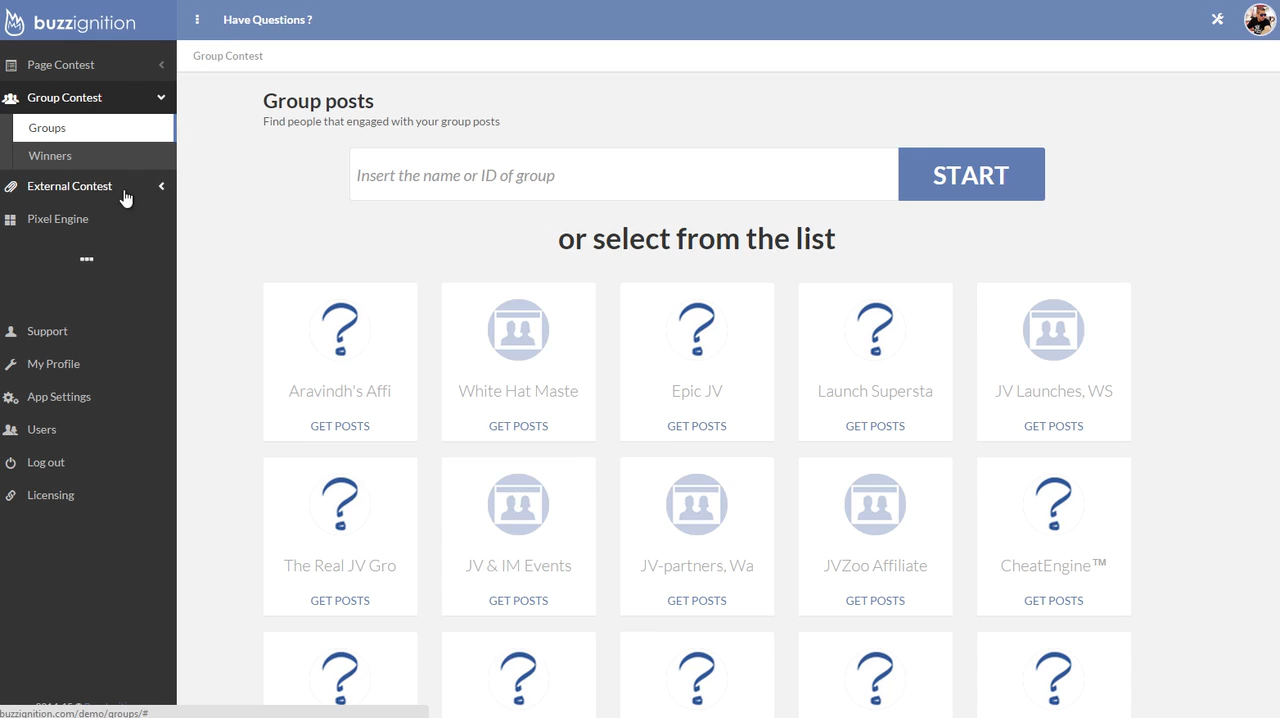 buzzignition
Have Questions ?
Page Contest
Group Contest
Groups
Winners
External Contest
Pixel Engine
Support
My Profile
App Settings
Users
Log out
Licensing
buzzignition.com/demo/groups/#
Group Contest
Group posts
Find people that engaged with your group posts
Insert the name or ID of group
START
or select from the list
Aravindh's Affi
GET POSTS
White Hat Maste
GET POSTS
Epic JV
GET POSTS
Launch Supersta
GET POSTS
JV Launches, WS
GET POSTS
The Real JV Gro
GET POSTS
JV & IM Events
GET POSTS
JV-partners, Wa
GET POSTS
JVZoo Affiliate
GET POSTS
CheatEngine™
GET POSTS